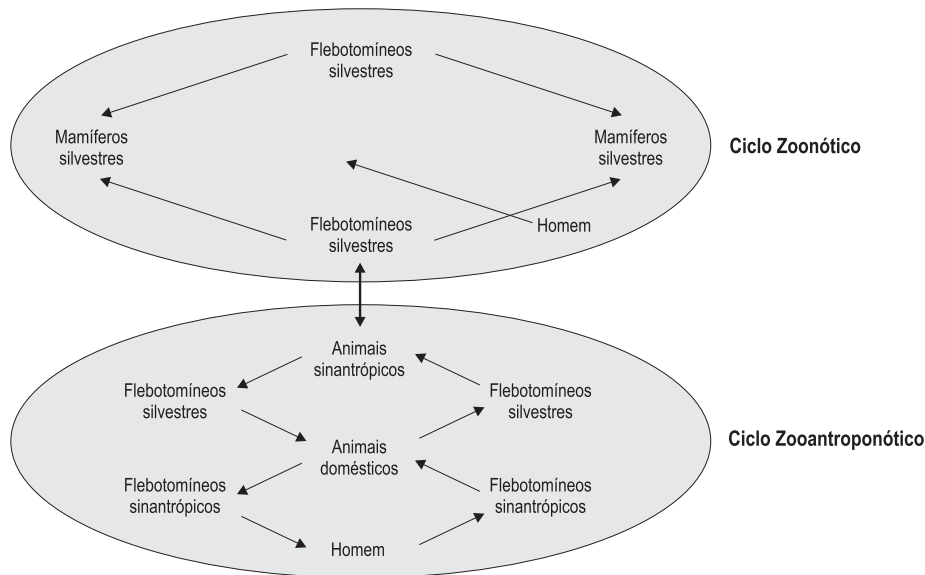 Flebotomíneos
silvestres
Mamíferos
silvestres
Mamíferos
silvestres
Ciclo Zoonótico
Flebotomíneos
silvestres
Homem
Animais
sinantrópicos
Flebotomíneos
silvestres
Flebotomíneos
silvestres
Ciclo Zooantroponótico
Animais
domésticos
Flebotomíneos
sinantrópicos
Flebotomíneos
sinantrópicos
Homem